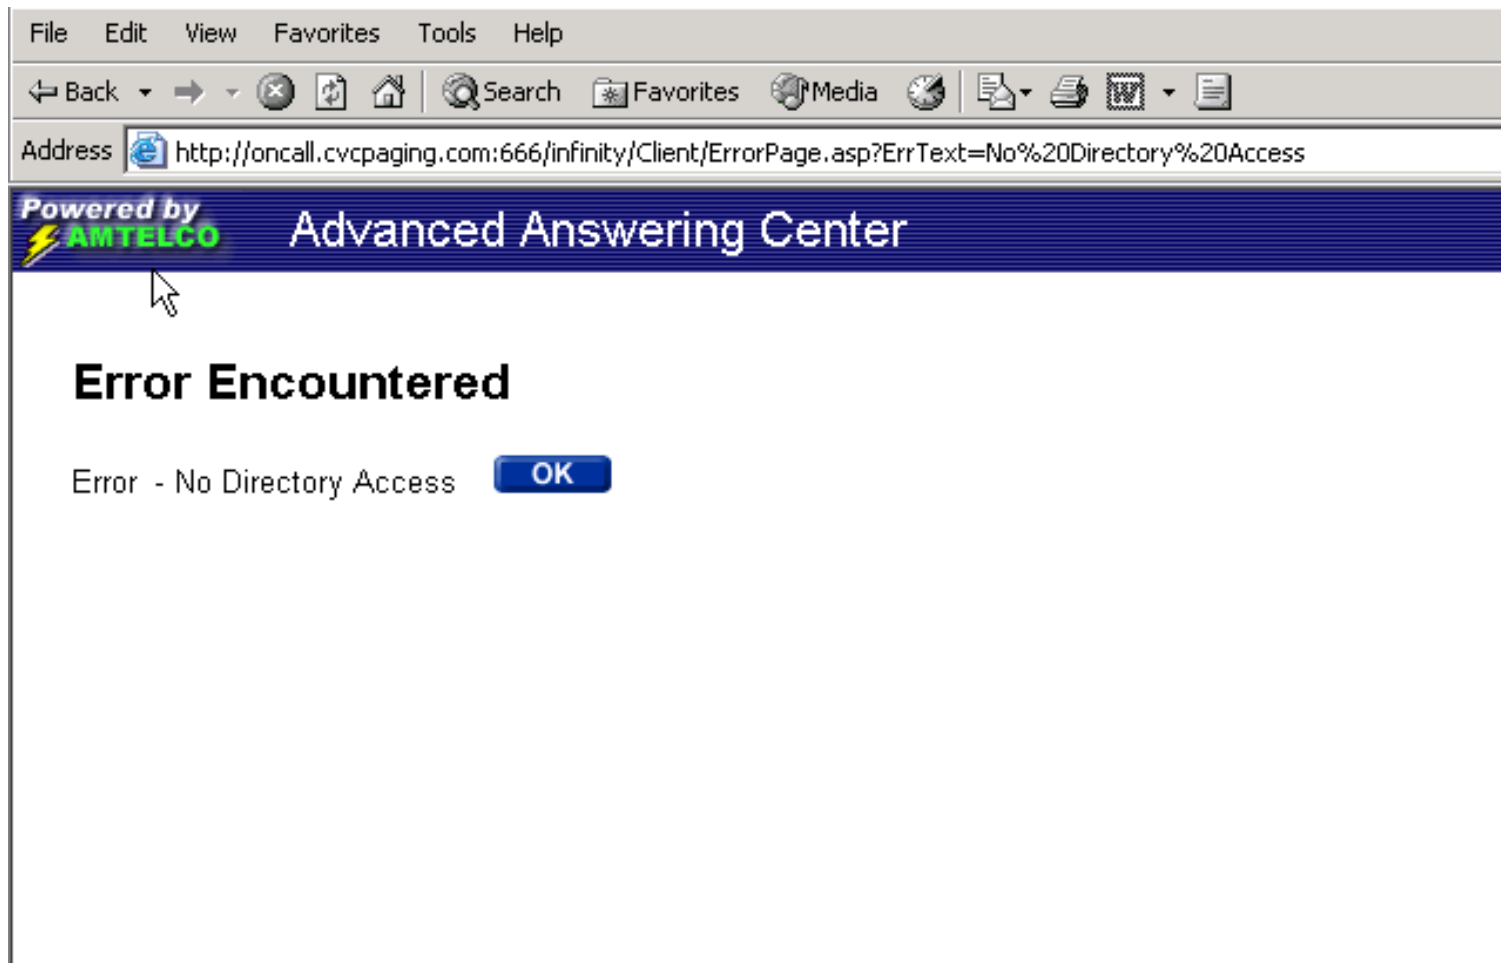 File Edit View Favorites Tools Help
Back Search Favorites Media
Address http://oncall.cvcpaging.com:666/infinity/Client/ErrorPage.asp?ErrText=No%20Directory%20Access
Powered by
AMTELCO
Advanced Answering Center
Error Encountered
Error - No Directory Access OK